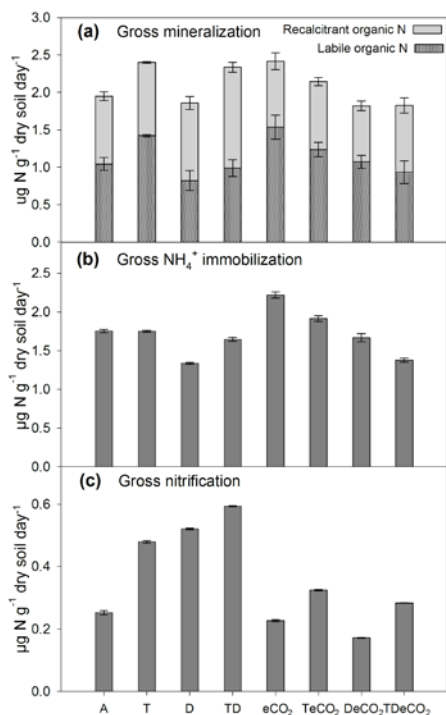 (a) Gross mineralization
Recalcitrant organic N
Labile organic N
ug N g⁻¹ dry soil day⁻¹
3.0
2.5
2.0
1.5
1.0
0.5
0.0
(b) Gross NH₄⁺ immobilization
µg N g⁻¹ dry soil day⁻¹
2.5
2.0
1.5
1.0
0.5
0.0
(c) Gross nitrification
µg N g⁻¹ dry soil day⁻¹
0.6
0.4
0.2
0.0
A T D TD eCO₂ TeCO₂ DeCO₂ TDeCO₂